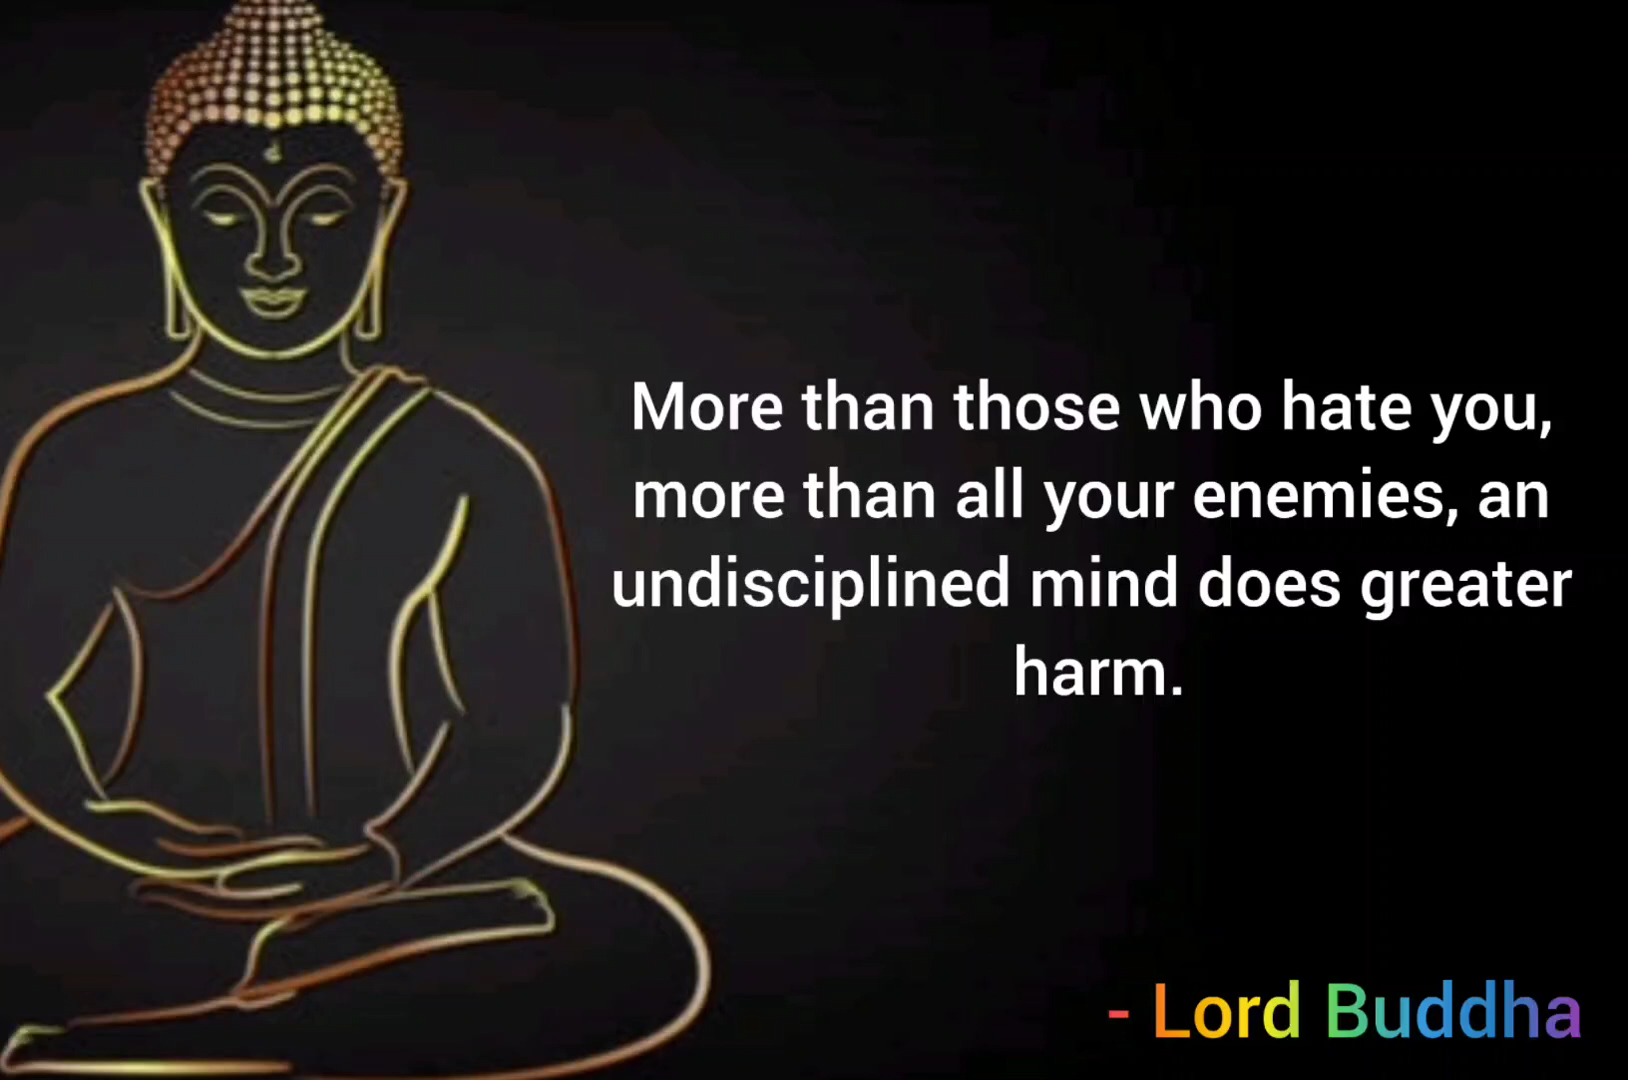 More than those who hate you,
more than all your enemies, an
undisciplined mind does greater
harm.
- Lord Buddha